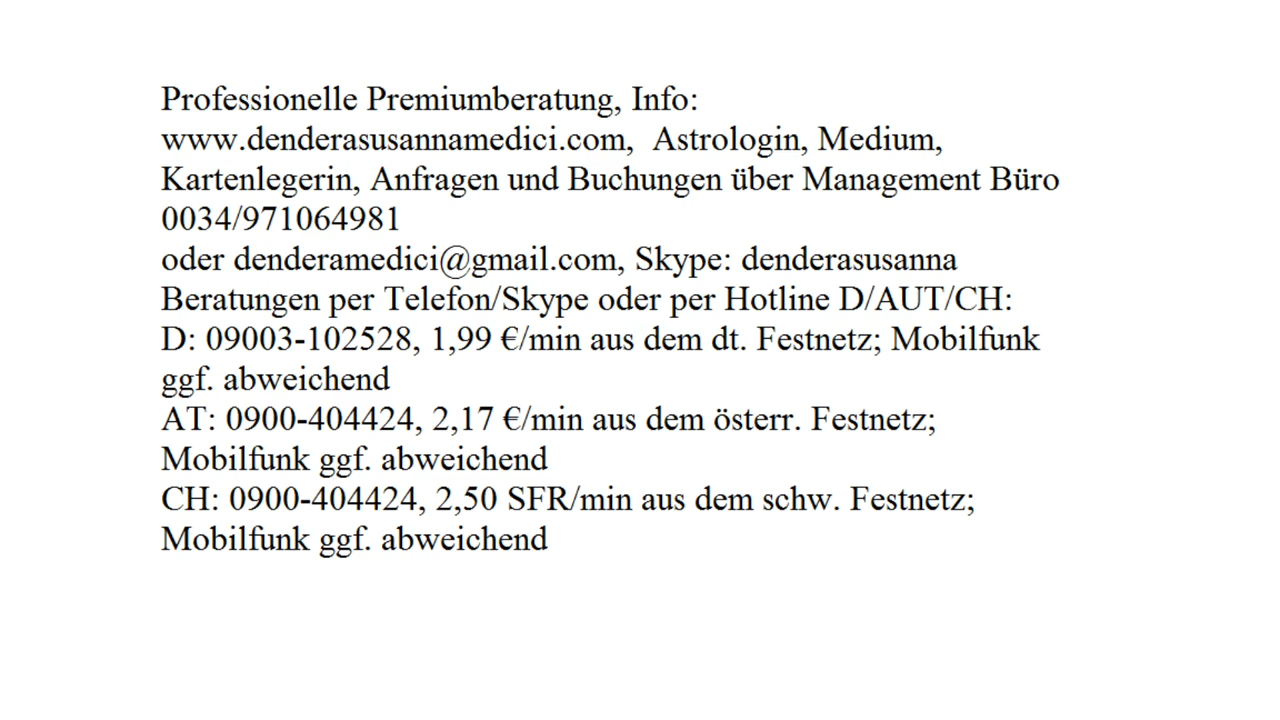 Professionelle Premiumberatung, Info:
www.denderasusannamedici.com,  Astrologin, Medium,
Kartenlegerin, Anfragen und Buchungen über Management Büro
0034/971064981
oder denderamedici@gmail.com, Skype: denderasusanna
Beratungen per Telefon/Skype oder per Hotline D/AUT/CH:
D: 09003-102528, 1,99 €/min aus dem dt. Festnetz; Mobilfunk
ggf. abweichend
AT: 0900-404424, 2,17 €/min aus dem österr. Festnetz;
Mobilfunk ggf. abweichend
CH: 0900-404424, 2,50 SFR/min aus dem schw. Festnetz;
Mobilfunk ggf. abweichend